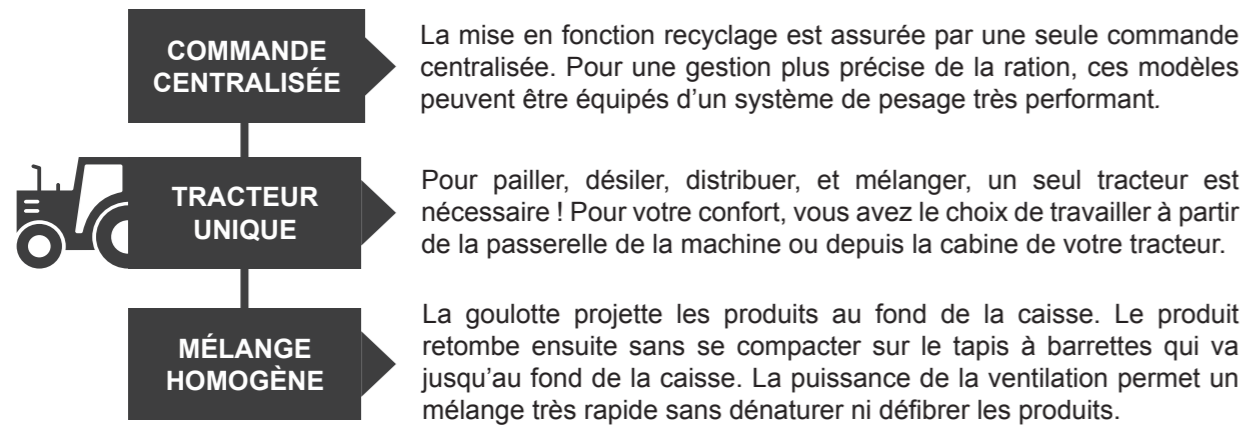 COMMANDE
CENTRALISÉE
La mise en fonction recyclage est assurée par une seule commande
centralisée. Pour une gestion plus précise de la ration, ces modèles
peuvent être équipés d'un système de pesage très performant.
TRACTEUR
UNIQUE
Pour pailler, désiler, distribuer, et mélanger, un seul tracteur est
nécessaire ! Pour votre confort, vous avez le choix de travailler à partir
de la passerelle de la machine ou depuis la cabine de votre tracteur.
MÉLANGE
HOMOGÈNE
La goulotte projette les produits au fond de la caisse. Le produit
retombe ensuite sans se compacter sur le tapis à barrettes qui va
jusqu'au fond de la caisse. La puissance de la ventilation permet un
mélange très rapide sans dénaturer ni défibrer les produits.